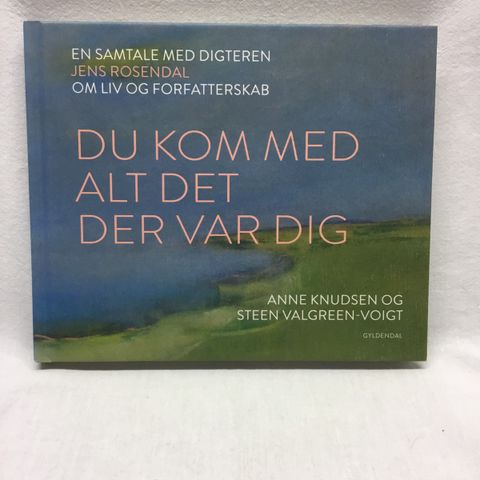 EN SAMTALE MED DIGTEREN
JENS ROSENDAL
OM LIV OG FORFATTERSKAB
DU KOM MED
ALT DET
DER VAR DIG
ANNE KNUDSEN OG
STEEN VALGREEN-VOIGT
GYLDENDAL